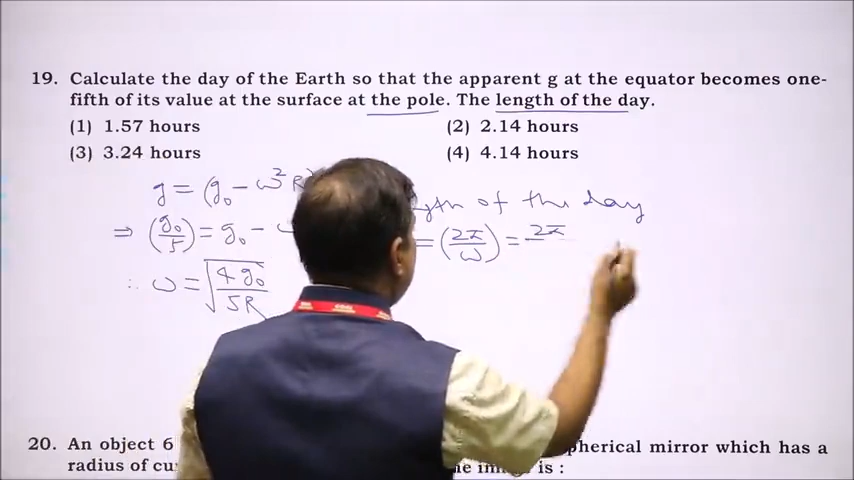 19. Calculate the day of the Earth so that the apparent g at the equator becomes one-
fifth of its value at the surface at the pole. The length of the day.
(1) 1.57 hours (2) 2.14 hours
(3) 3.24 hours (4) 4.14 hours
g = (g₀ - ω²R
⇒ (g₀/5) = g₀ -
∴ ω = √(4g₀/5R)
of the day
= (2π/ω) = 2π
20. An object 6 spherical mirror which has a
radius of cu the im is :